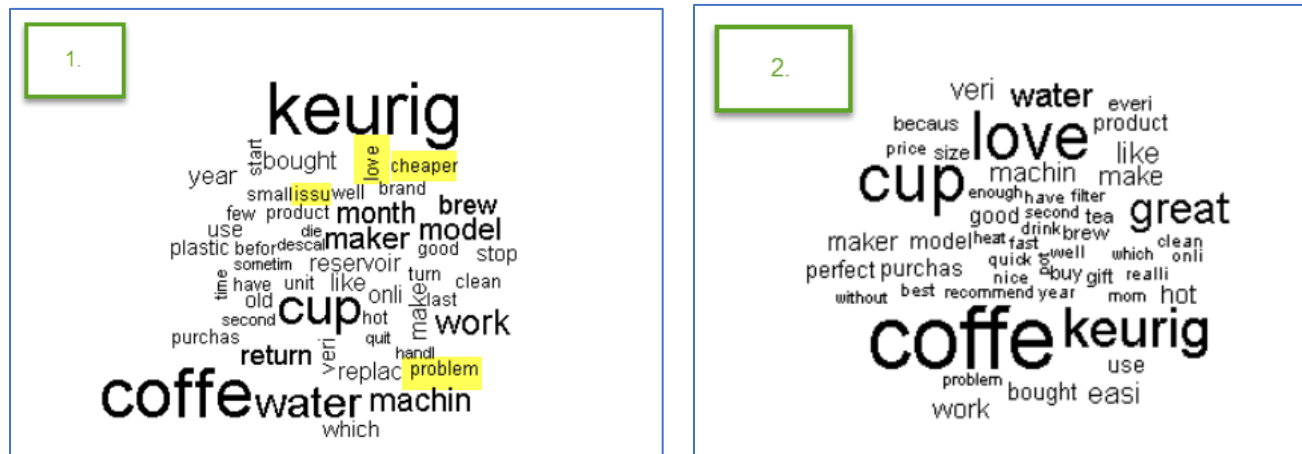 1.
keurig
start bought love cheaper
year
small issu well brand
few product month brew
use die maker model
plastic befor descal good stop
sometim reservoir turn
time have unit like make clean
old onli last
second cup hot work
purchas quit
return veri handl
replac problem
coffe water machin
which
2.
veri water everi
becaus love product
price size like
cup machin make
enough have filter great
good second tea
drink brew
maker model heat fast well which clean
quick onli
perfect purchas nice buy gift realli
without best recommend year mom hot
coffe keurig
use
problem bought easi
work